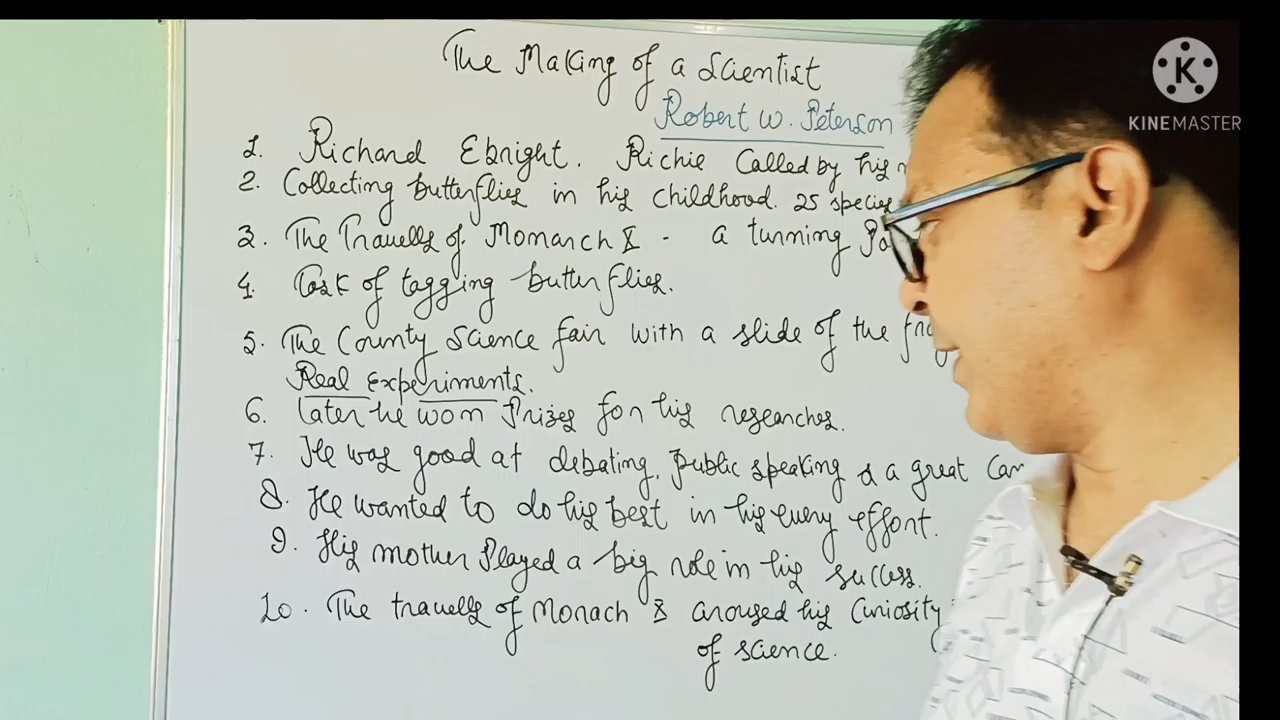 The Making of a Scientist
Robert W. Peterson
1. Richard Ebright. Richie Called by his
2. Collecting butterflies in his childhood. 25 species
3. The Travells of Monarch X - a turning Po
4. Task of tagging butterflies.
5. The County Science fair with a slide of the frog
Real Experiments.
6. Later he won Prizes for his researches.
7. He was good at debating, public speaking & a great Can
8. He wanted to do his best in his every effort.
9. His mother Played a big role in his success.
10. The travells of Monach X aroused his Curiosity
of science.
K
KINEMASTER